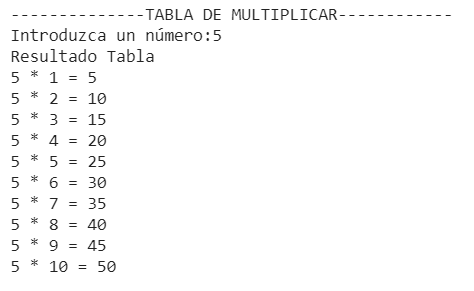 --------------TABLA DE MULTIPLICAR------------
Introduzca un número:5
Resultado Tabla
5 * 1 = 5
5 * 2 = 10
5 * 3 = 15
5 * 4 = 20
5 * 5 = 25
5 * 6 = 30
5 * 7 = 35
5 * 8 = 40
5 * 9 = 45
5 * 10 = 50